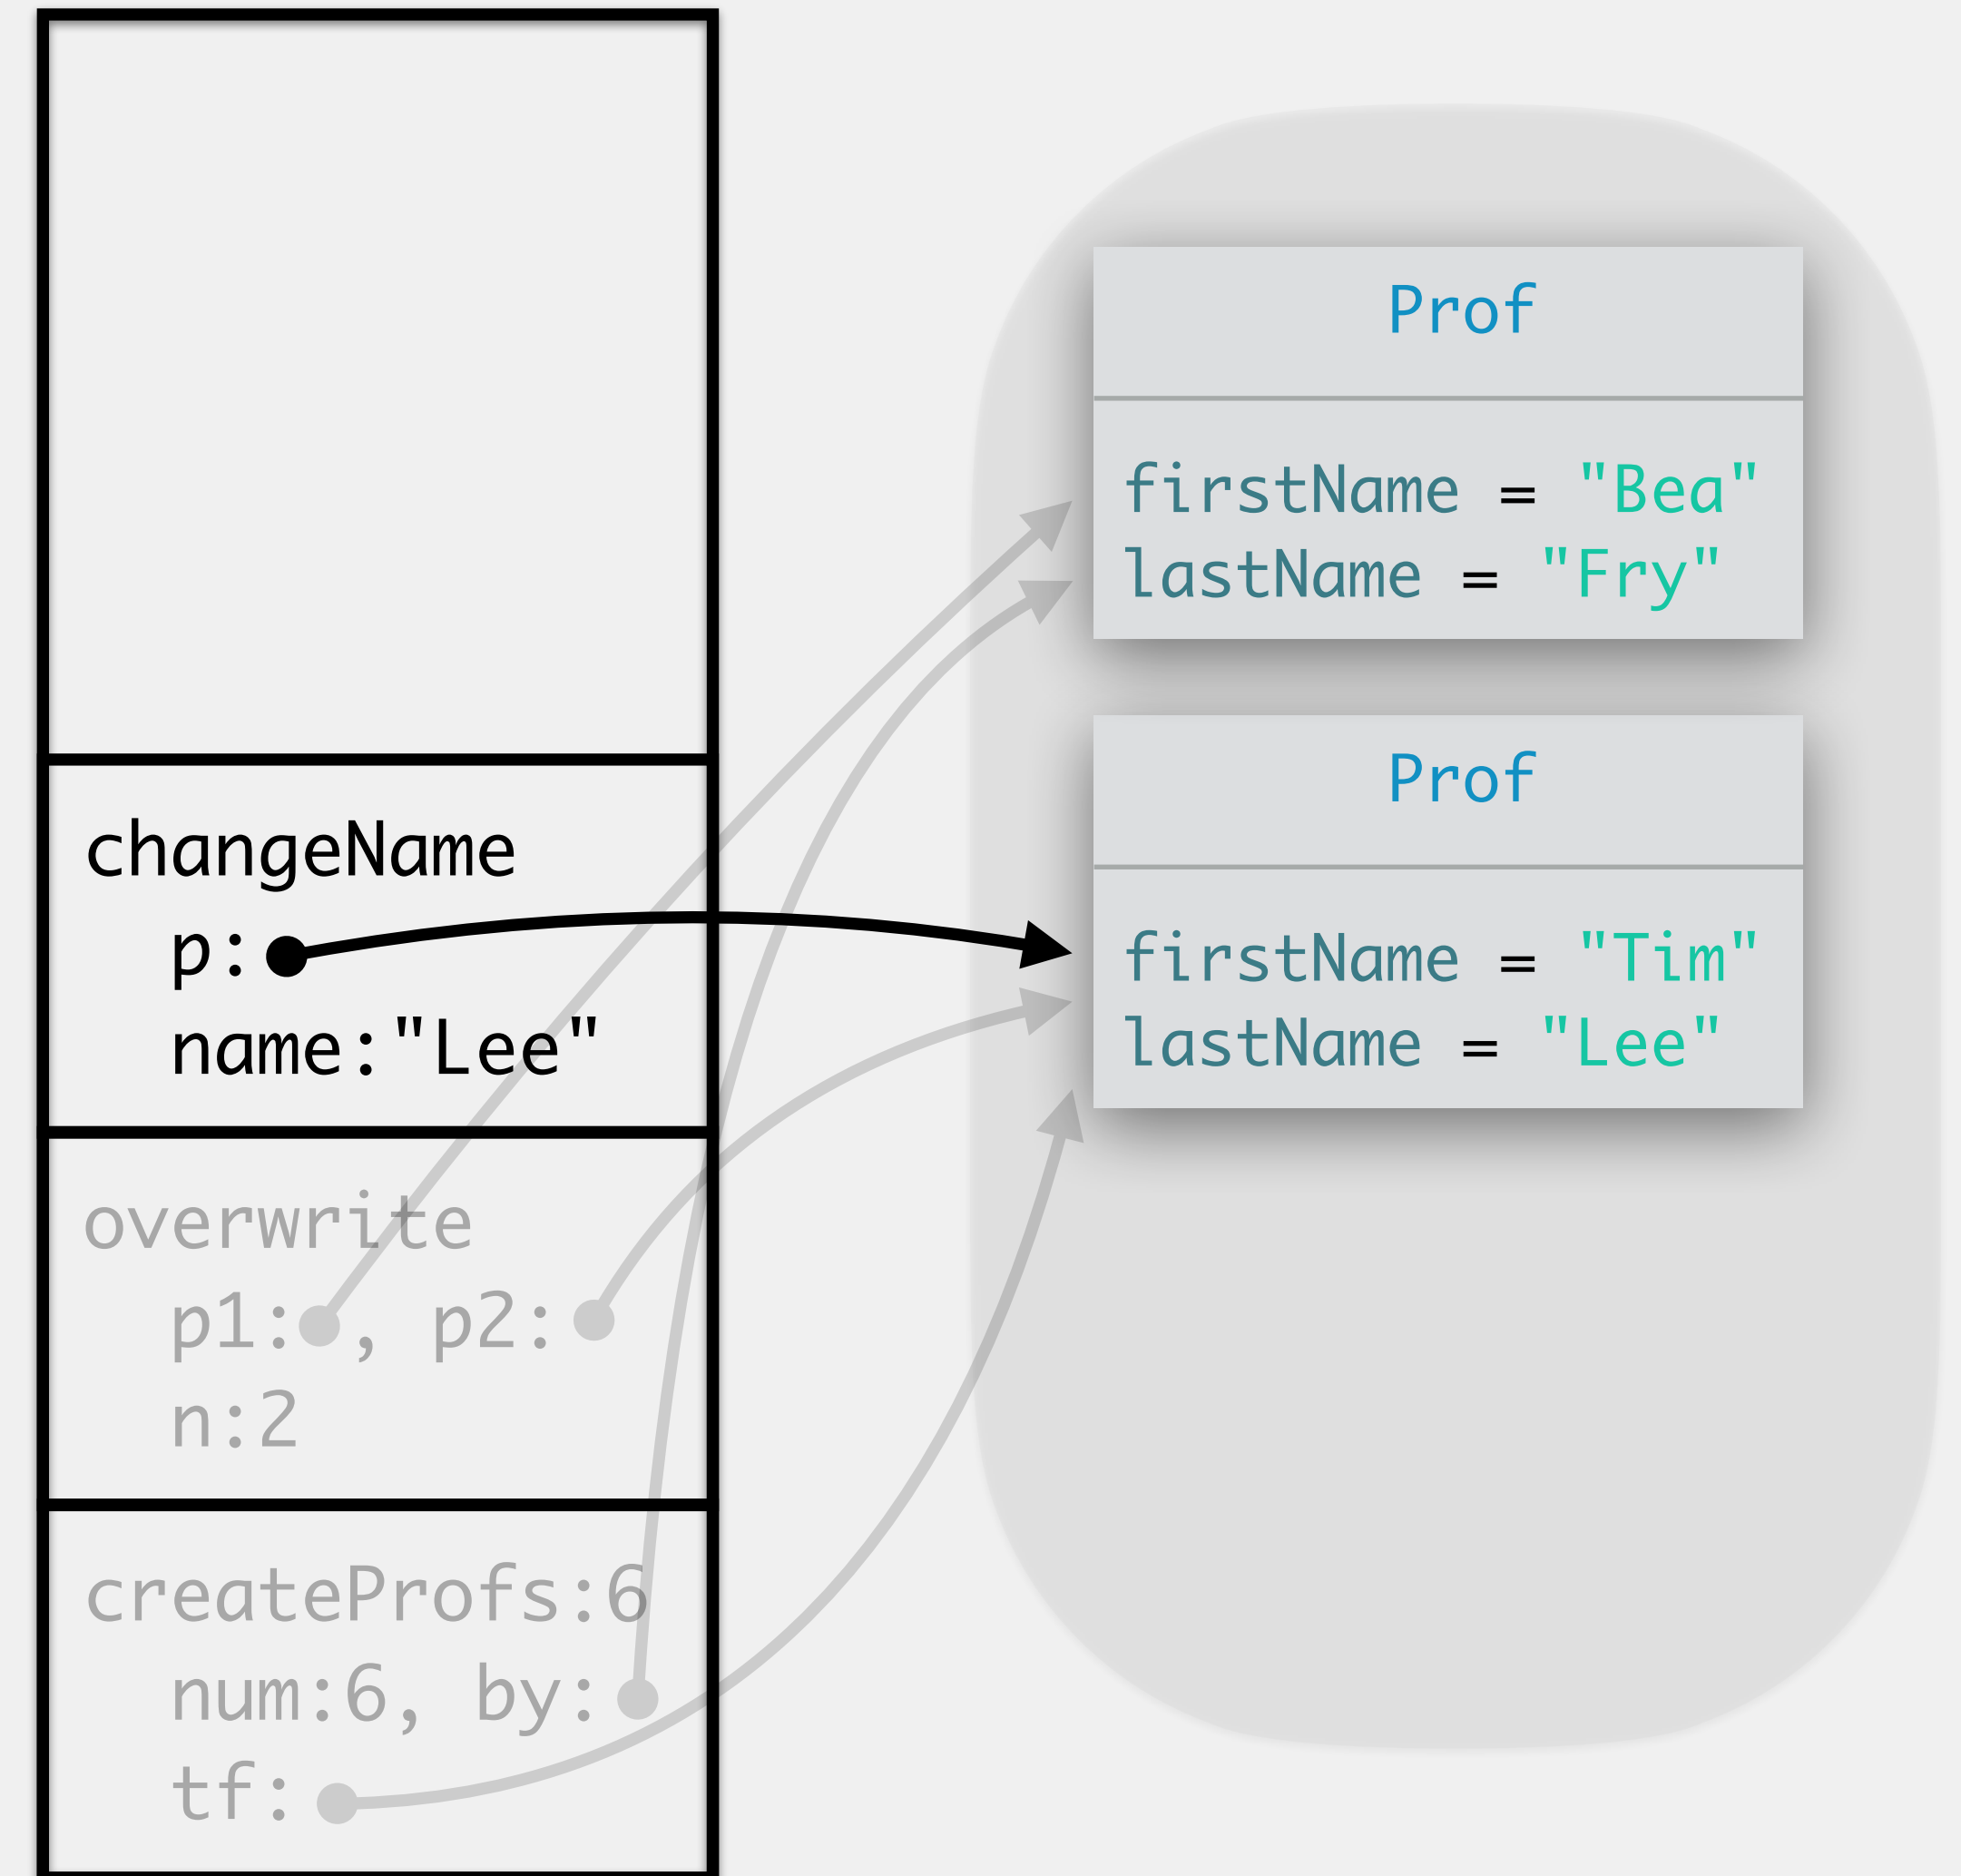 changeName
p:
name:"Lee"
overwrite
p1: , p2:
n:2
createProfs:6
num:6, by:
tf:
Prof
firstName = "Bea"
lastName = "Fry"
Prof
firstName = "Tim"
lastName = "Lee"